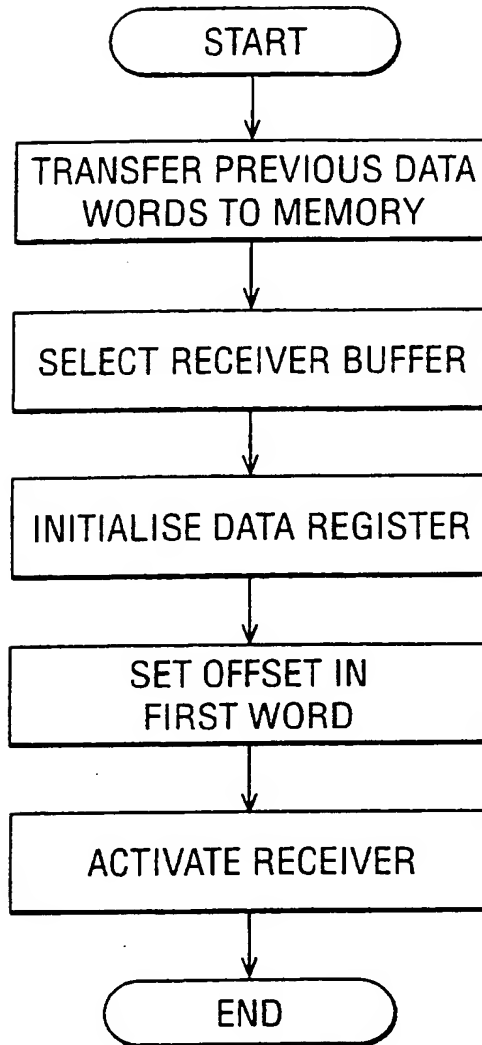 START
TRANSFER PREVIOUS DATA
WORDS TO MEMORY
SELECT RECEIVER BUFFER
INITIALISE DATA REGISTER
SET OFFSET IN
FIRST WORD
ACTIVATE RECEIVER
END